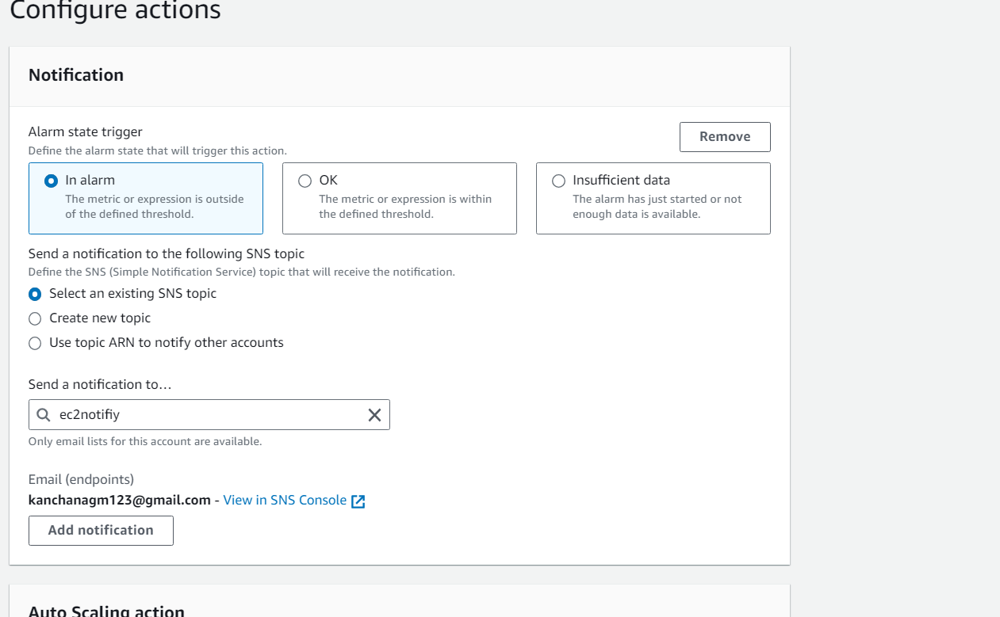 Configure actions
Notification
Alarm state trigger
Remove
Define the alarm state that will trigger this action.
In alarm
The metric or expression is outside
of the defined threshold.
OK
The metric or expression is within
the defined threshold.
Insufficient data
The alarm has just started or not
enough data is available.
Send a notification to the following SNS topic
Define the SNS (Simple Notification Service) topic that will receive the notification.
Select an existing SNS topic
Create new topic
Use topic ARN to notify other accounts
Send a notification to…
ec2notifiy
Only email lists for this account are available.
Email (endpoints)
kanchanagm123@gmail.com - View in SNS Console
Add notification
Auto Scaling action